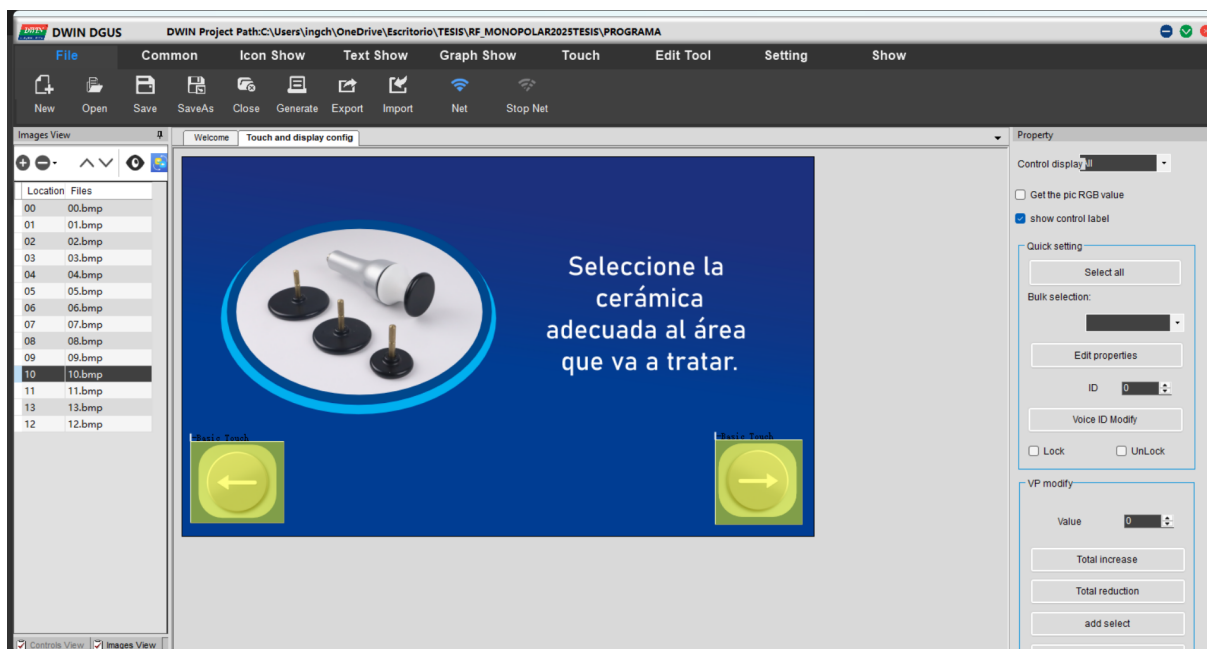 DWIN DGUS DWIN Project Path:C:\Users\ingch\OneDrive\Escritorio\TESIS\RF_MONOPOLAR2025TESIS\PROGRAMA
File Common Icon Show Text Show Graph Show Touch Edit Tool Setting Show
New Open Save SaveAs Close Generate Export Import Net Stop Net
Images View
Welcome Touch and display config
Property
Location Files
00 00.bmp
01 01.bmp
02 02.bmp
03 03.bmp
04 04.bmp
05 05.bmp
06 06.bmp
07 07.bmp
08 08.bmp
09 09.bmp
10 10.bmp
11 11.bmp
13 13.bmp
12 12.bmp
Controls View Images View
Seleccione la
cerámica
adecuada al área
que va a tratar.
Basic Touch
Basic Touch
Control display
Get the pic RGB value
show control label
Quick setting
Select all
Bulk selection:
Edit properties
ID 0
Voice ID Modify
Lock UnLock
VP modify
Value 0
Total increase
Total reduction
add select